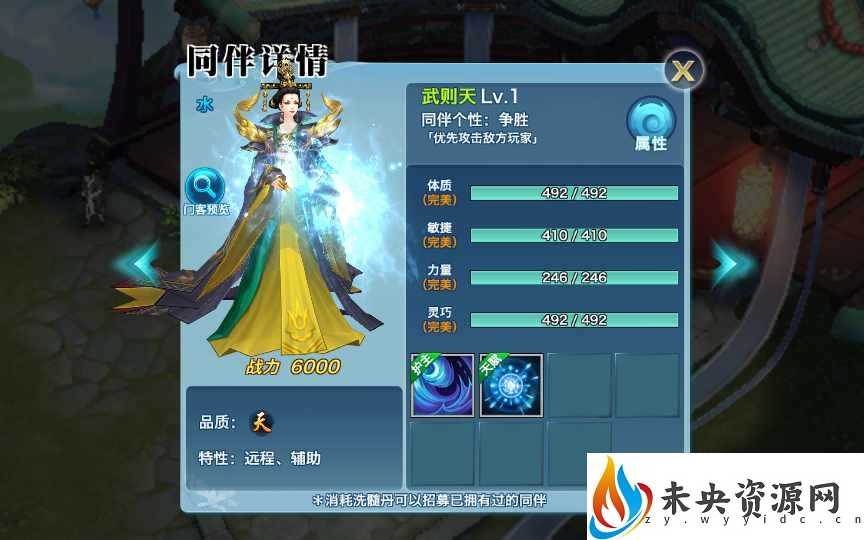 同伴详情
水
武则天 Lv.1
同伴个性：争胜
「优先攻击敌方玩家」
属性
门客预览
体质
(完美)
492 / 492
敏捷
(完美)
410 / 410
力量
(完美)
246 / 246
灵巧
(完美)
492 / 492
战力 6000
护主
天赋
品质：天
特性：远程、辅助
＊消耗洗髓丹可以招募已拥有过的同伴
未央资源网
zy.wyyidc.cn